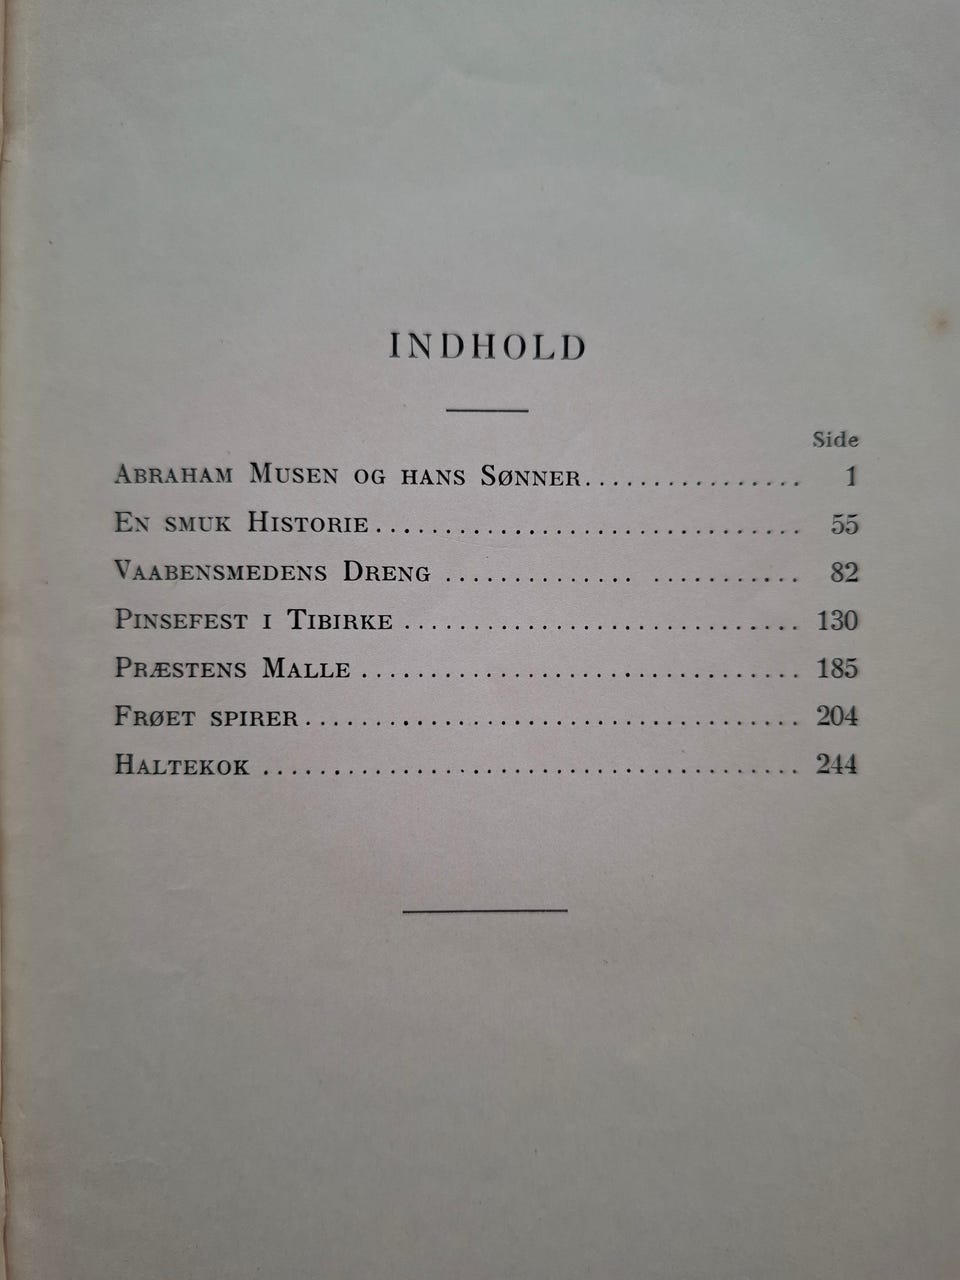 INDHOLD
Side
Abraham Musen og hans Sønner............... 1
En smuk Historie............................. 55
Vaabensmedens Dreng ............. ........... 82
Pinsefest i Tibirke ........................... 130
Præstens Malle .............................. 185
Frøet spirer.................................. 204
Haltekok ..................................... 244